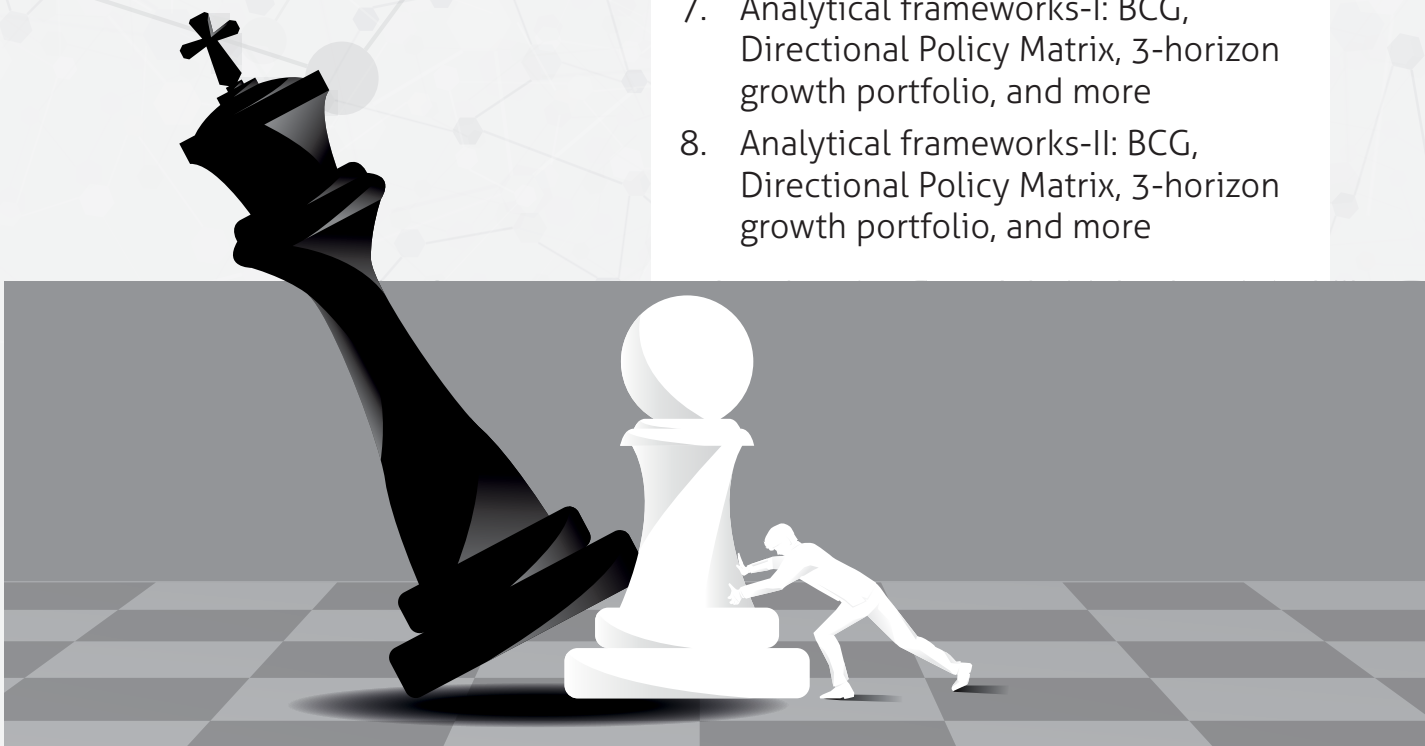 7. Analytical frameworks-I: BCG,
Directional Policy Matrix, 3-horizon
growth portfolio, and more
8. Analytical frameworks-II: BCG,
Directional Policy Matrix, 3-horizon
growth portfolio, and more